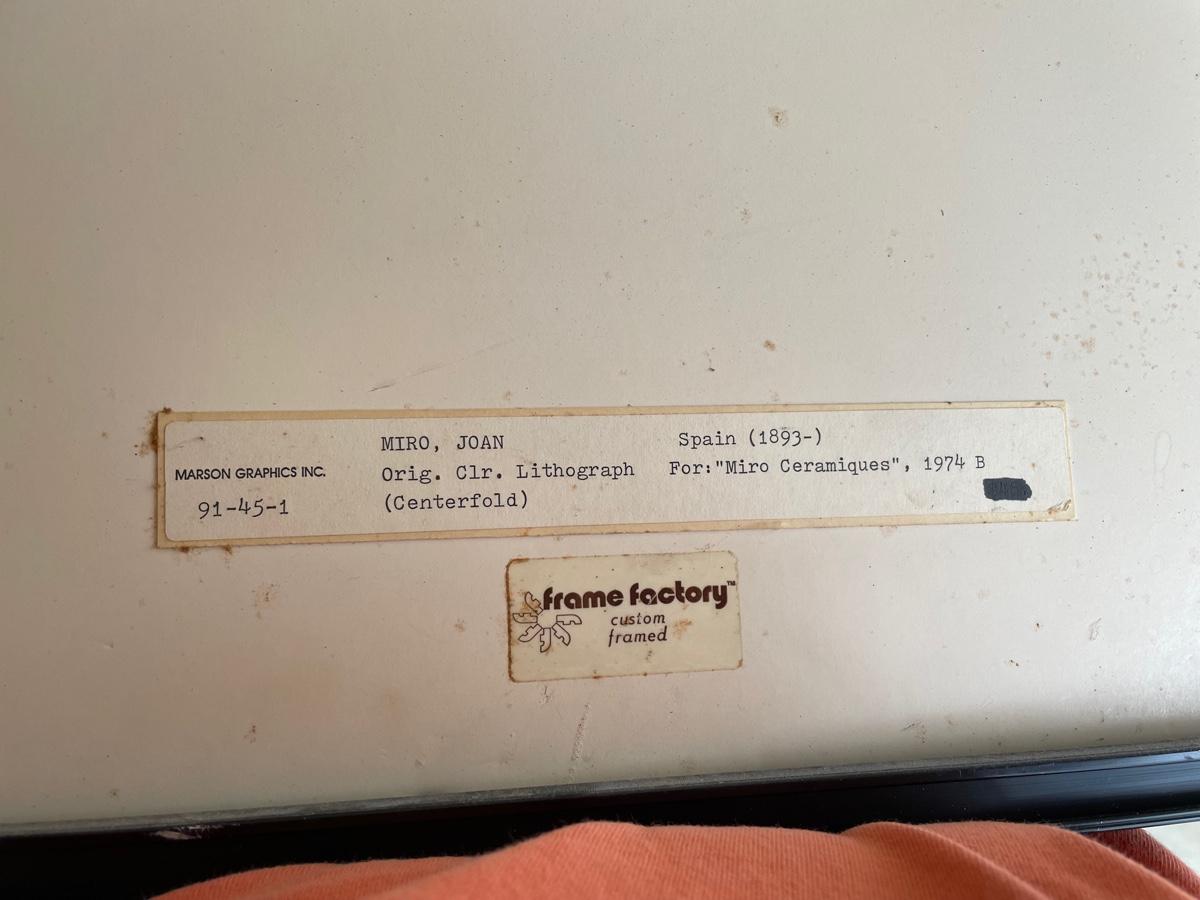 MIRO, JOAN Spain (1893-)
MARSON GRAPHICS INC. Orig. Clr. Lithograph For:"Miro Ceramiques", 1974 B
91-45-1 (Centerfold)
frame factory™
custom
framed